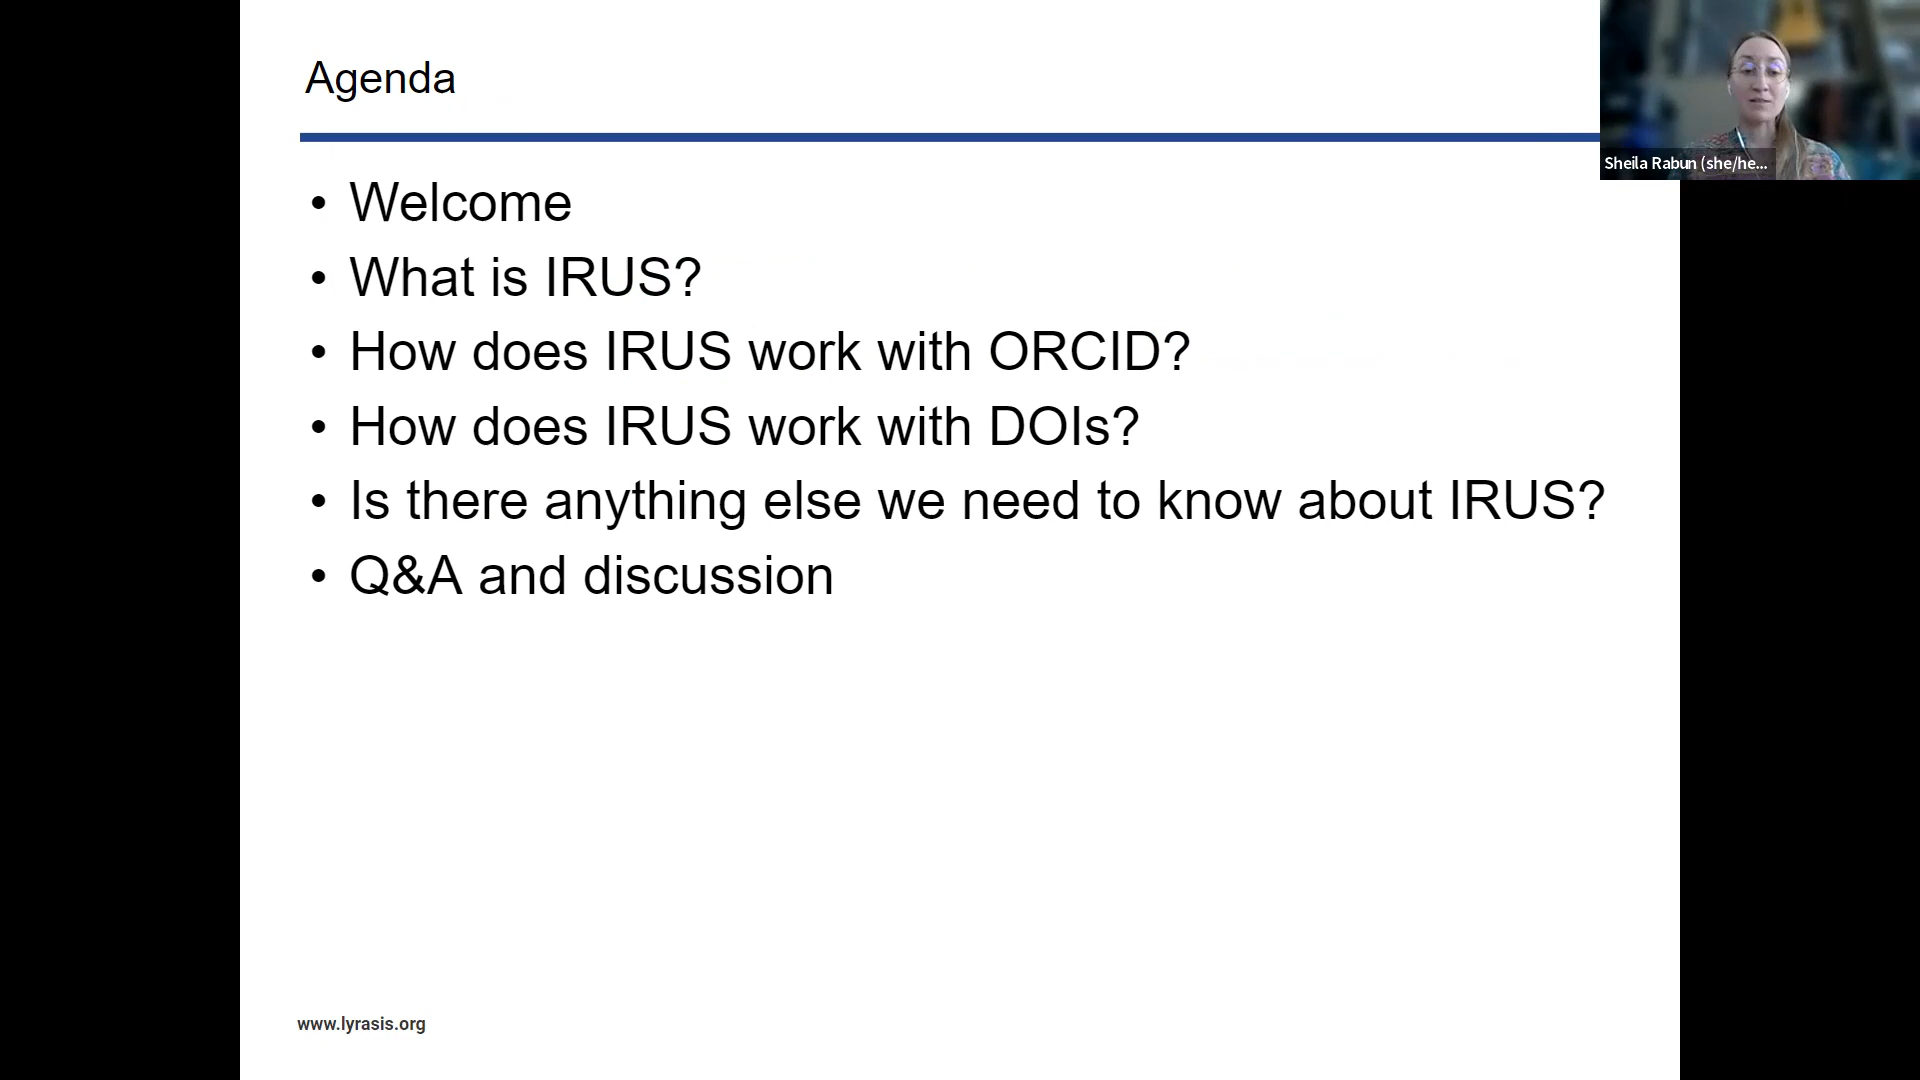 Agenda
Sheila Rabun (she/he...
• Welcome
• What is IRUS?
• How does IRUS work with ORCID?
• How does IRUS work with DOIs?
• Is there anything else we need to know about IRUS?
• Q&A and discussion
www.lyrasis.org